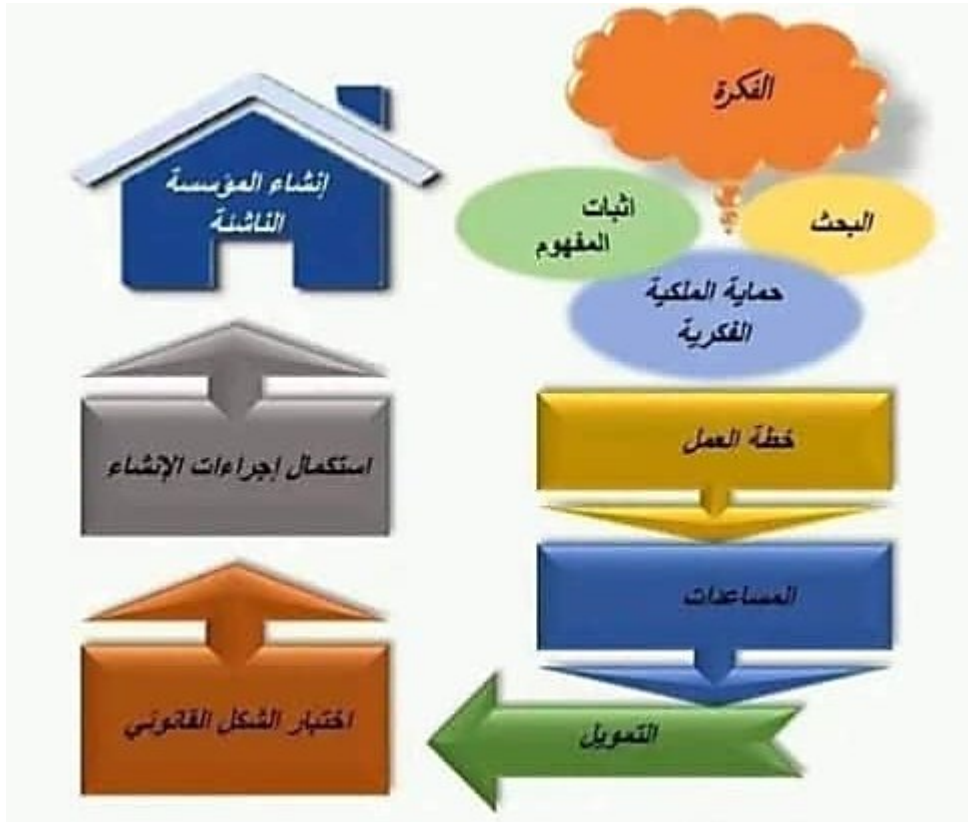 الفكرة
البحث
اثبات
المفهوم
حماية الملكية
الفكرية
خطة العمل
المساعدات
التمويل
اختبار الشكل القانوني
استكمال إجراءات الإنشاء
إنشاء المؤسسة
الناشئة